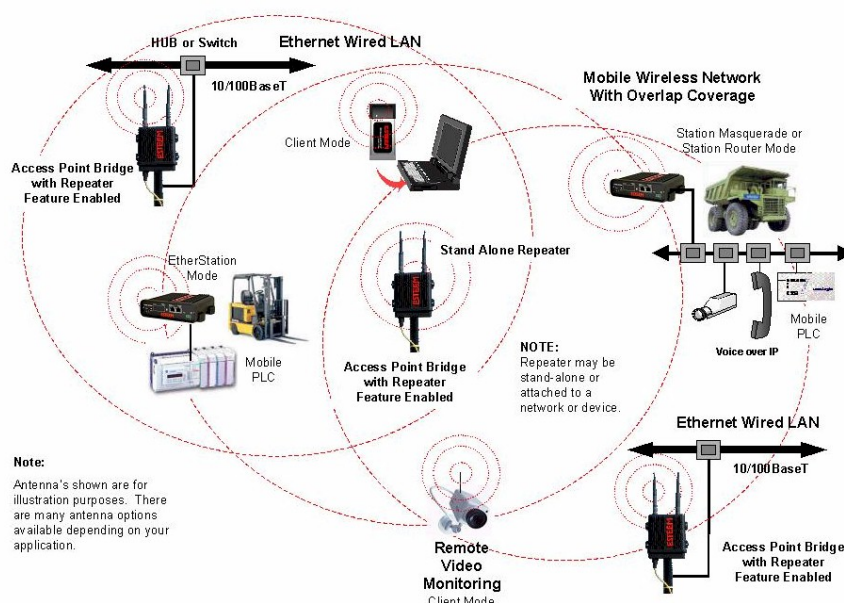 HUB or Switch
Ethernet Wired LAN
10/100BaseT
Mobile Wireless Network
With Overlap Coverage
Client Mode
Station Masquerade or
Station Router Mode
ESTEEM
Access Point Bridge
with Repeater
Feature Enabled
EtherStation
Mode
Stand Alone Repeater
ESTEEM
Mobile
PLC
Voice over IP
Mobile
PLC
NOTE:
Repeater may be
stand-alone or
attached to a
network or device.
Access Point Bridge
with Repeater
Feature Enabled
Ethernet Wired LAN
10/100BaseT
Note:
Antenna's shown are for
illustration purposes. There
are many antenna options
available depending on your
application.
ESTEEM
Remote
Video
Monitoring
Client Mode
Access Point Bridge
with Repeater
Feature Enabled